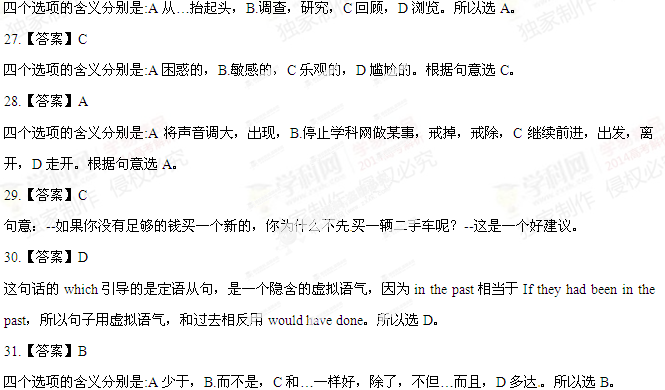 四个选项的含义分别是:A 从…抬起头，B.调查，研究，C 回顾，D 浏览。所以选 A。
27.【答案】C
四个选项的含义分别是:A 困惑的，B.敏感的，C 乐观的，D 尴尬的。根据句意选 C。
28.【答案】A
四个选项的含义分别是:A 将声音调大，出现，B.停止学科网做某事，戒掉，戒除，C 继续前进，出发，离
开，D 走开。根据句意选 A。
29.【答案】C
句意：--如果你没有足够的钱买一个新的，你为什么不先买一辆二手车呢？--这是一个好建议。
30.【答案】D
这句话的 which 引导的是定语从句，是一个隐含的虚拟语气，因为 in the past 相当于 If they had been in the
past，所以句子用虚拟语气，和过去相反用 would have done。所以选 D。
31.【答案】B
四个选项的含义分别是:A 少于，B.而不是，C 和…一样好，除了，不但…而且，D 多达.。所以选 B。